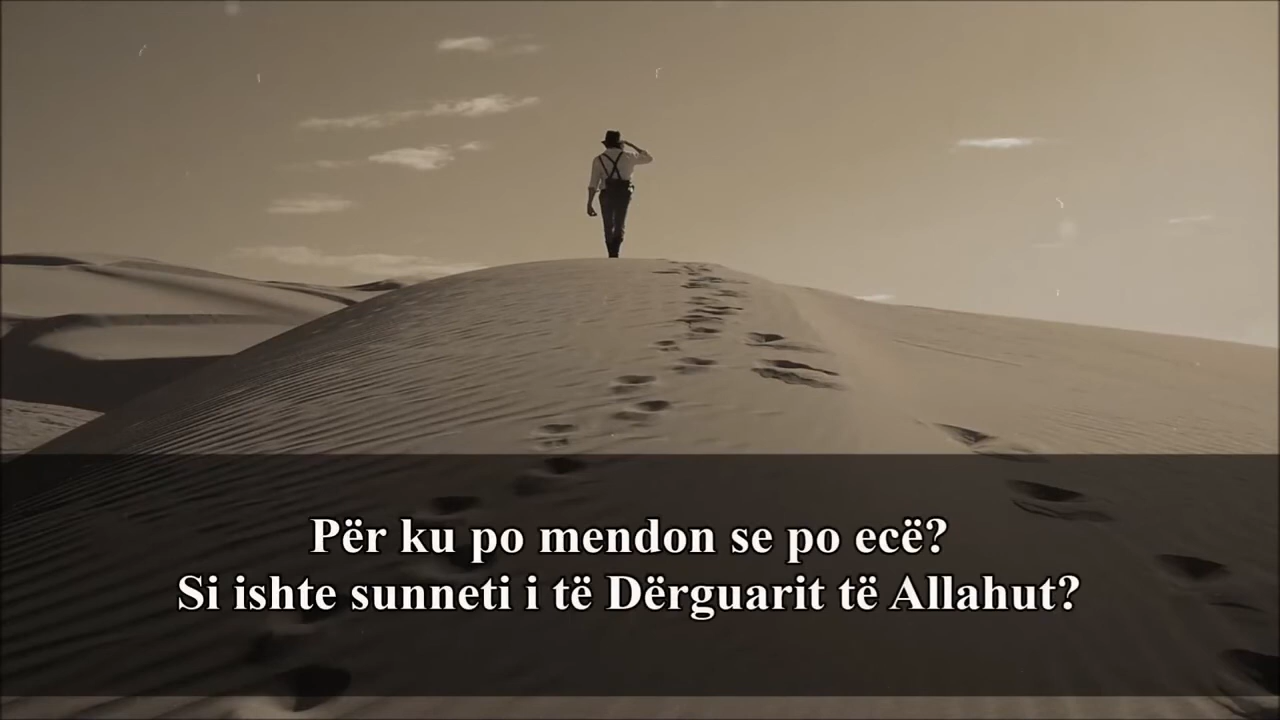 Për ku po mendon se po ecë?
Si ishte sunneti i të Dërguarit të Allahut?